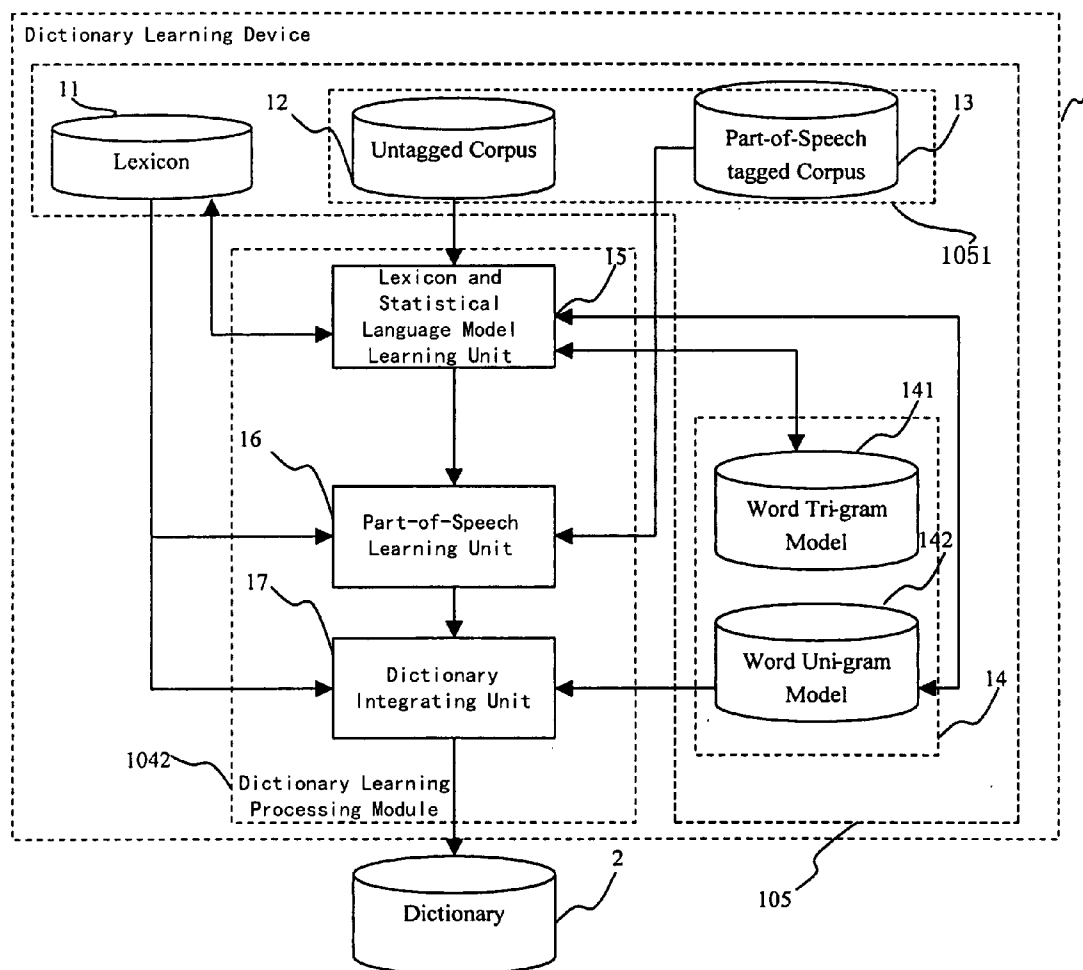 Dictionary Learning Device
11
Lexicon
12
Untagged Corpus
Part-of-Speech
tagged Corpus
13
1051
Lexicon and
Statistical
Language Model
Learning Unit
15
16
Part-of-Speech
Learning Unit
141
Word Tri-gram
Model
142
Word Uni-gram
Model
14
17
Dictionary
Integrating Unit
1042
Dictionary Learning
Processing Module
105
Dictionary
2